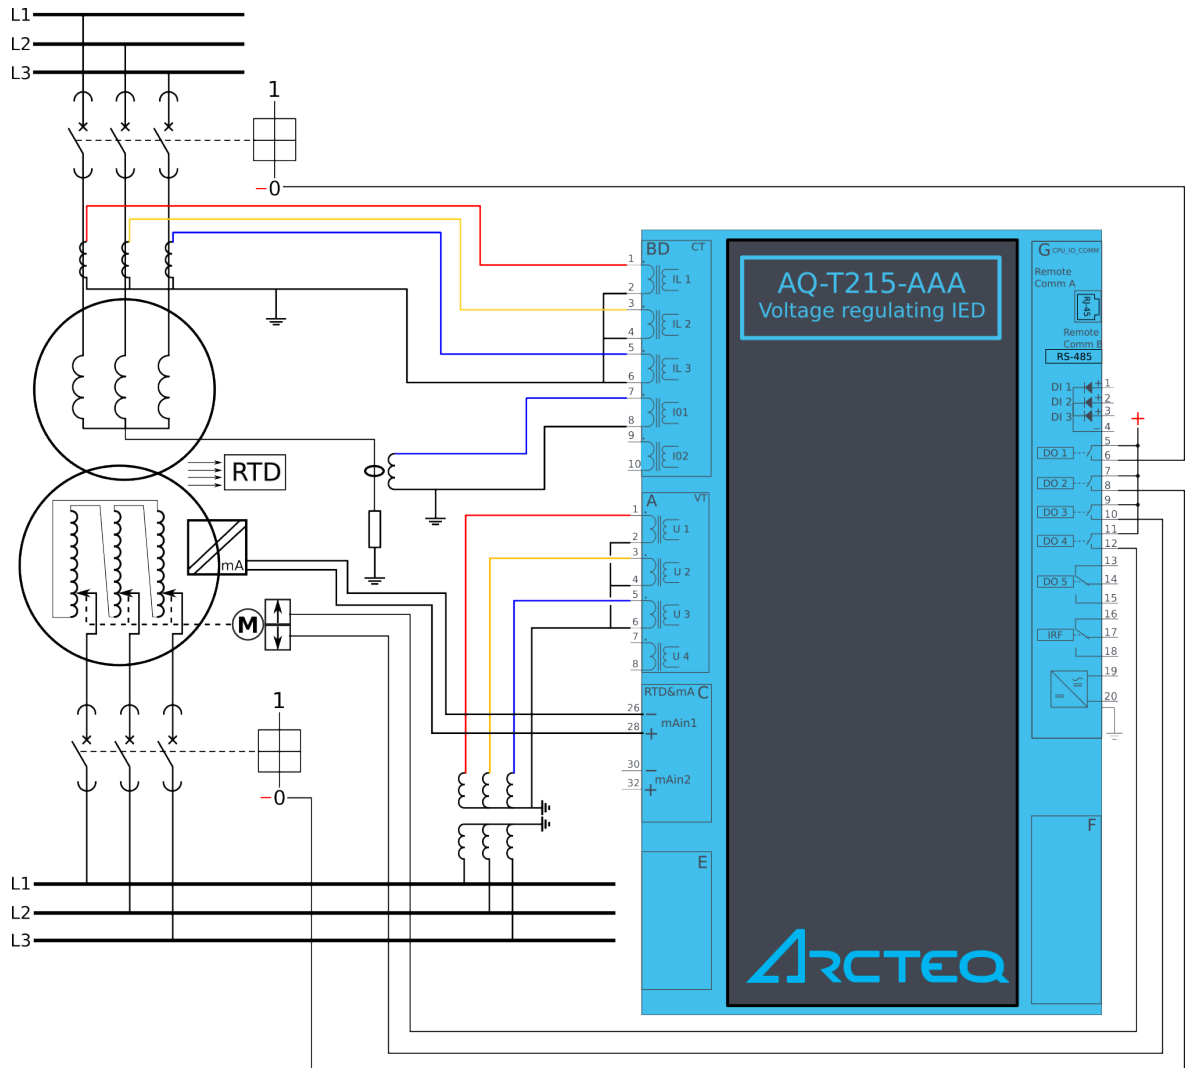 L1
L2
L3
1
−0
BD CT
1
2
3
4
5
6
7
8
9
10
IL 1
IL 2
IL 3
I01
I02
AQ-T215-AAA
Voltage regulating IED
G CPU_IO_COMM
Remote
Comm A
RJ-45
Remote
Comm B
RS-485
DI 1 + 1
DI 2 + 2
DI 3 + 3
− 4
+
5
DO 1 6
7
DO 2 8
9
DO 3 10
11
DO 4 12
13
DO 5 14
15
16
IRF 17
18
19
20
RTD
mA
M
A VT
1
2
3
4
5
6
7
8
U 1
U 2
U 3
U 4
RTD&mA C
26 −
mAin1
28 +
30 −
mAin2
32 +
E
F
1
−0
L1
L2
L3
ARCTEQ